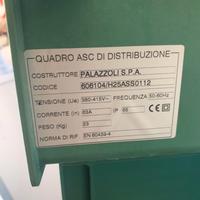 QUADRO ASC DI DISTRIBUZIONE
COSTRUTTORE PALAZZOLI S.P.A.
CODICE 606104/H25ASS0112
TENSIONE (Ue) 380-415V~ FREQUENZA 50-60Hz
CORRENTE (In) 63A IP 65
PESO (Kg) 23
NORMA DI RIF. EN 60439-4